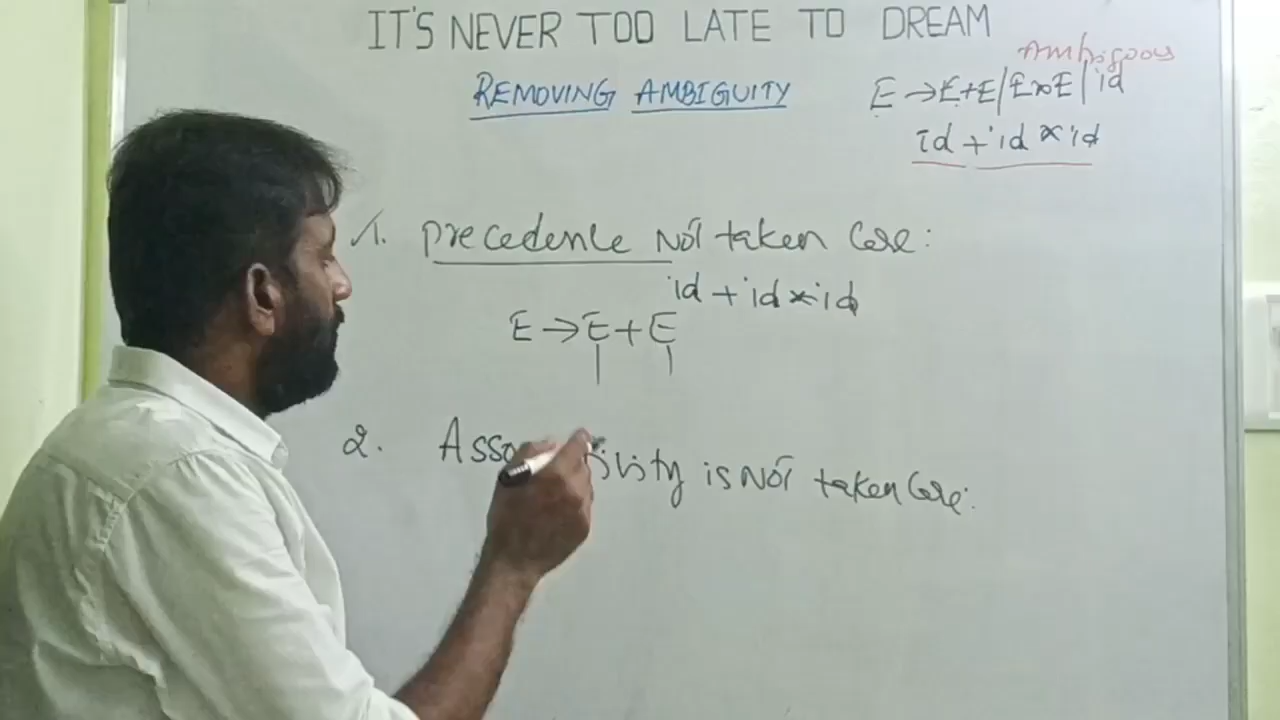 IT'S NEVER TOO LATE TO DREAM
REMOVING AMBIGUITY
Ambigous
E → E+E / E*E / id
id + id * id
1. precedence Not taken Care:
id + id * id
E → E + E
2. is Not taken Care: